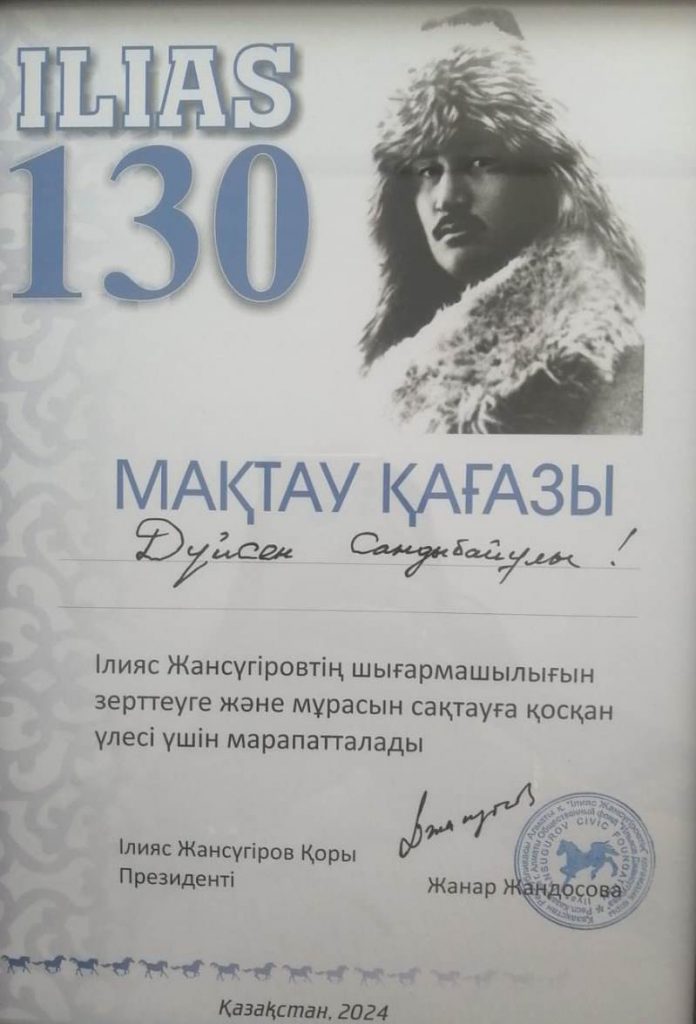 ILIAS
130
МАҚТАУ ҚАҒАЗЫ
Дүйсен Сандыбайұлы !
Ілияс Жансүгіровтің шығармашылығын
зерттеуге және мұрасын сақтауға қосқан
үлесі үшін марапатталады
Ілияс Жансүгіров Қоры
Президенті
Жанар Жандосова
Қазақстан, 2024